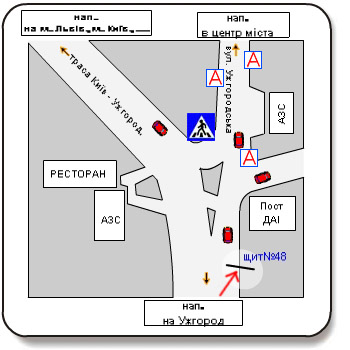 нап.
на м. Львів, м. Київ,
нап.
в центр міста
траса Київ - Ужгород.
вул. Ужгородська
А
А
А
АЗС
РЕСТОРАН
АЗС
Пост
ДАІ
щит№48
нап.
на Ужгород